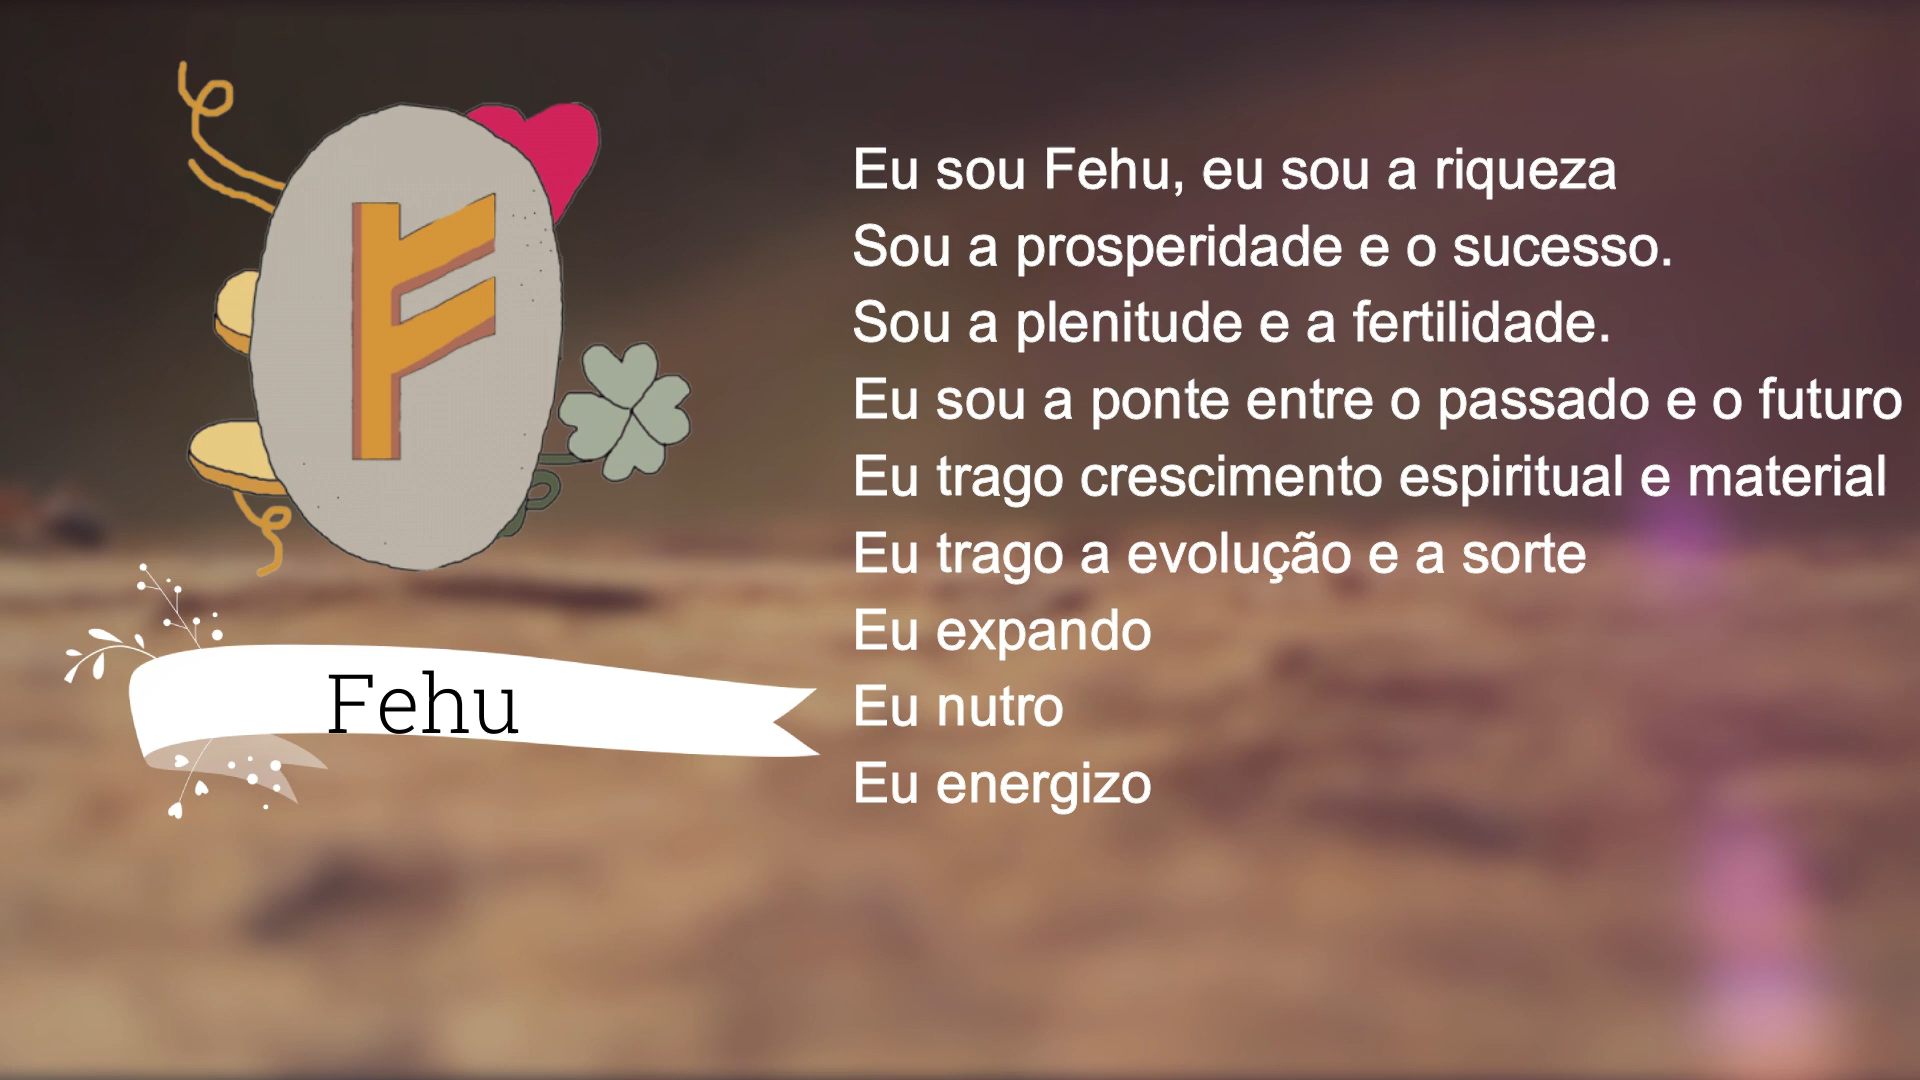 Eu sou Fehu, eu sou a riqueza
Sou a prosperidade e o sucesso.
Sou a plenitude e a fertilidade.
Eu sou a ponte entre o passado e o futuro
Eu trago crescimento espiritual e material
Eu trago a evolução e a sorte
Eu expando
Eu nutro
Eu energizo
Fehu